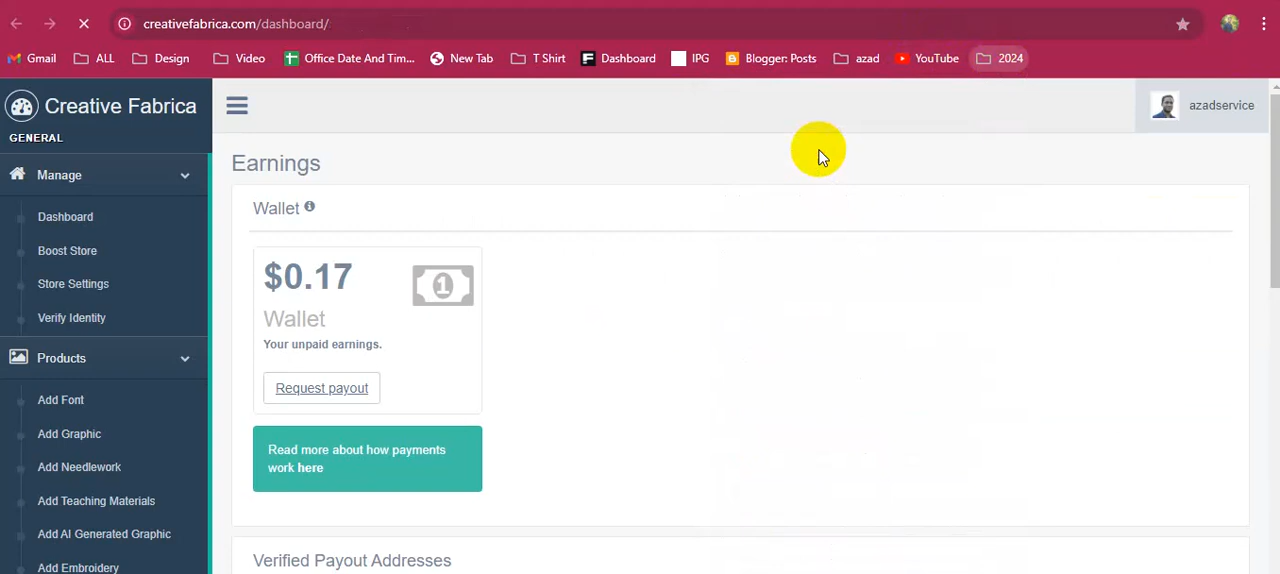 creativefabrica.com/dashboard/
Gmail ALL Design Video Office Date And Tim... New Tab T Shirt Dashboard IPG Blogger: Posts azad YouTube 2024
Creative Fabrica
azadservice
GENERAL
Manage
Dashboard
Boost Store
Store Settings
Verify Identity
Products
Add Font
Add Graphic
Add Needlework
Add Teaching Materials
Add AI Generated Graphic
Add Embroidery
Earnings
Wallet
$0.17
1
Wallet
Your unpaid earnings.
Request payout
Read more about how payments
work here
Verified Payout Addresses